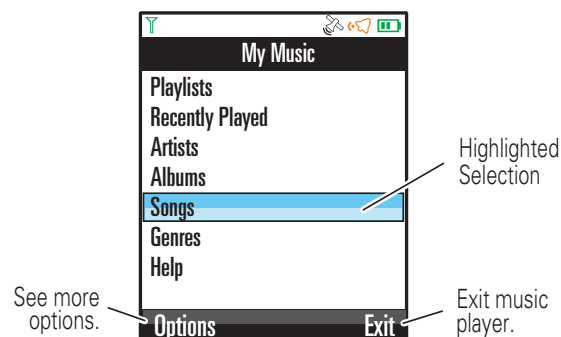 My Music
Playlists
Recently Played
Artists
Albums
Songs
Genres
Help
Options
Exit
Highlighted
Selection
See more
options.
Exit music
player.